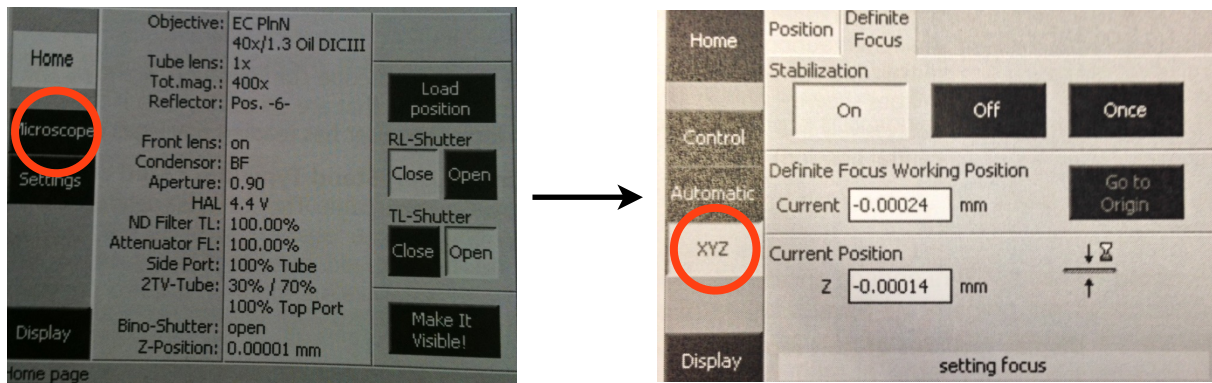 Home
Microscope
Settings
Display
Objective: EC PlnN
40x/1.3 Oil DICIII
Tube lens: 1x
Tot.mag.: 400x
Reflector: Pos. -6-
Front lens: on
Condensor: BF
Aperture: 0.90
HAL 4.4 V
ND Filter TL: 100.00%
Attenuator FL: 100.00%
Side Port: 100% Tube
2TV-Tube: 30% / 70%
100% Top Port
Bino-Shutter: open
Z-Position: 0.00001 mm
Load
position
RL-Shutter
Close Open
TL-Shutter
Close Open
Make It
Visible!
Home page
Home
Control
Automatic
XYZ
Display
Position Definite
Focus
Stabilization
On Off Once
Definite Focus Working Position
Current -0.00024 mm
Go to
Origin
Current Position
Z -0.00014 mm
setting focus